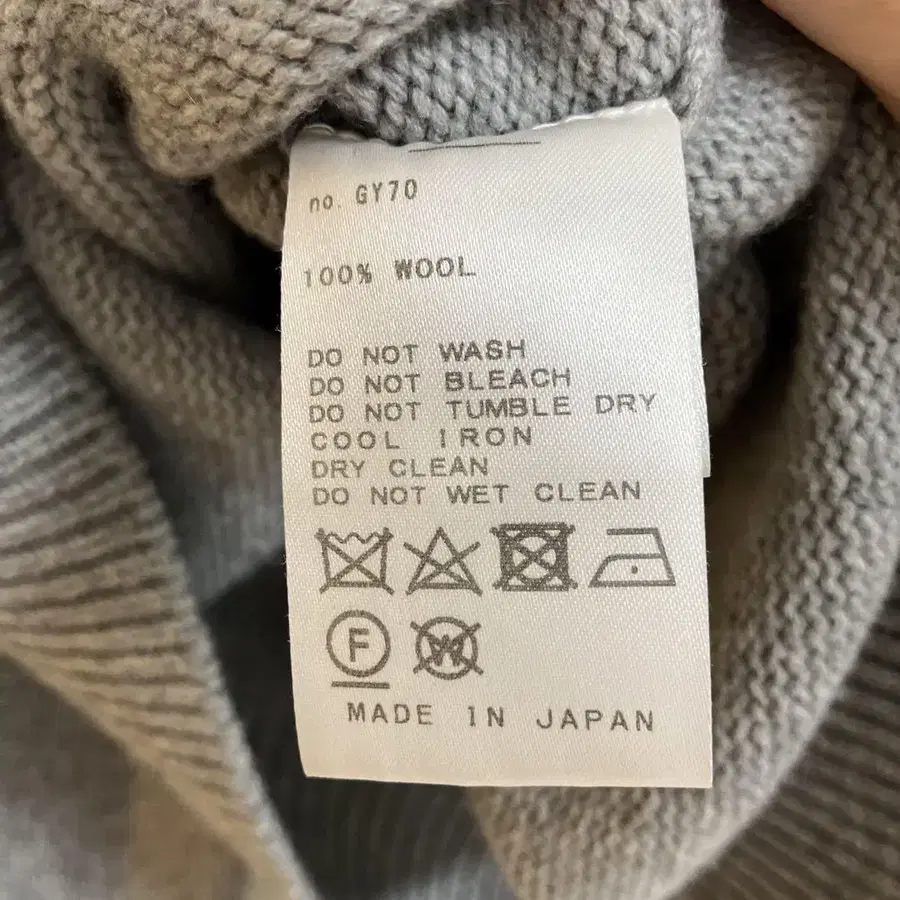 no. GY70
100% WOOL
DO NOT WASH
DO NOT BLEACH
DO NOT TUMBLE DRY
COOL IRON
DRY CLEAN
DO NOT WET CLEAN
F W
MADE IN JAPAN